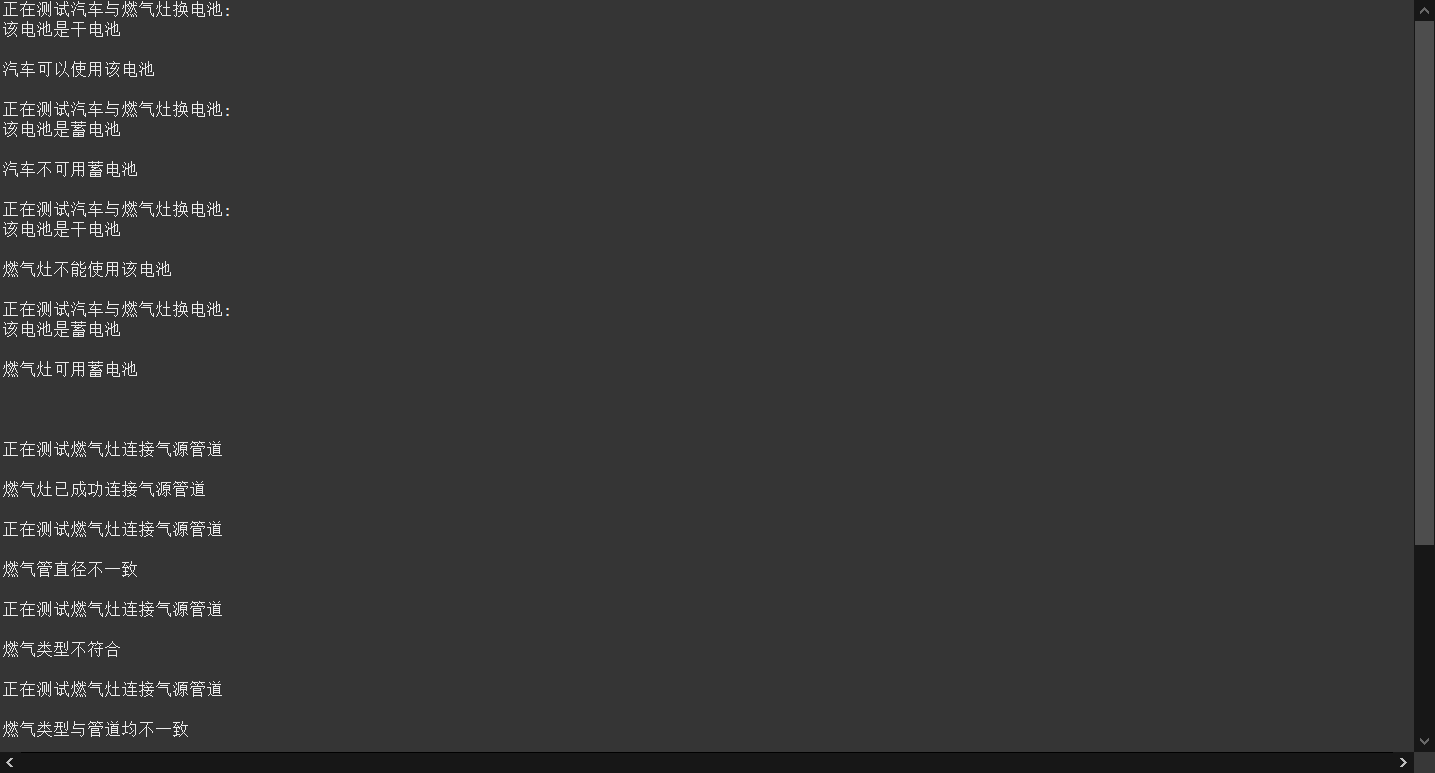 正在测试汽车与燃气灶换电池:
该电池是干电池
汽车可以使用该电池
正在测试汽车与燃气灶换电池:
该电池是蓄电池
汽车不可用蓄电池
正在测试汽车与燃气灶换电池:
该电池是干电池
燃气灶不能使用该电池
正在测试汽车与燃气灶换电池:
该电池是蓄电池
燃气灶可用蓄电池
正在测试燃气灶连接气源管道
燃气灶已成功连接气源管道
正在测试燃气灶连接气源管道
燃气管直径不一致
正在测试燃气灶连接气源管道
燃气类型不符合
正在测试燃气灶连接气源管道
燃气类型与管道均不一致